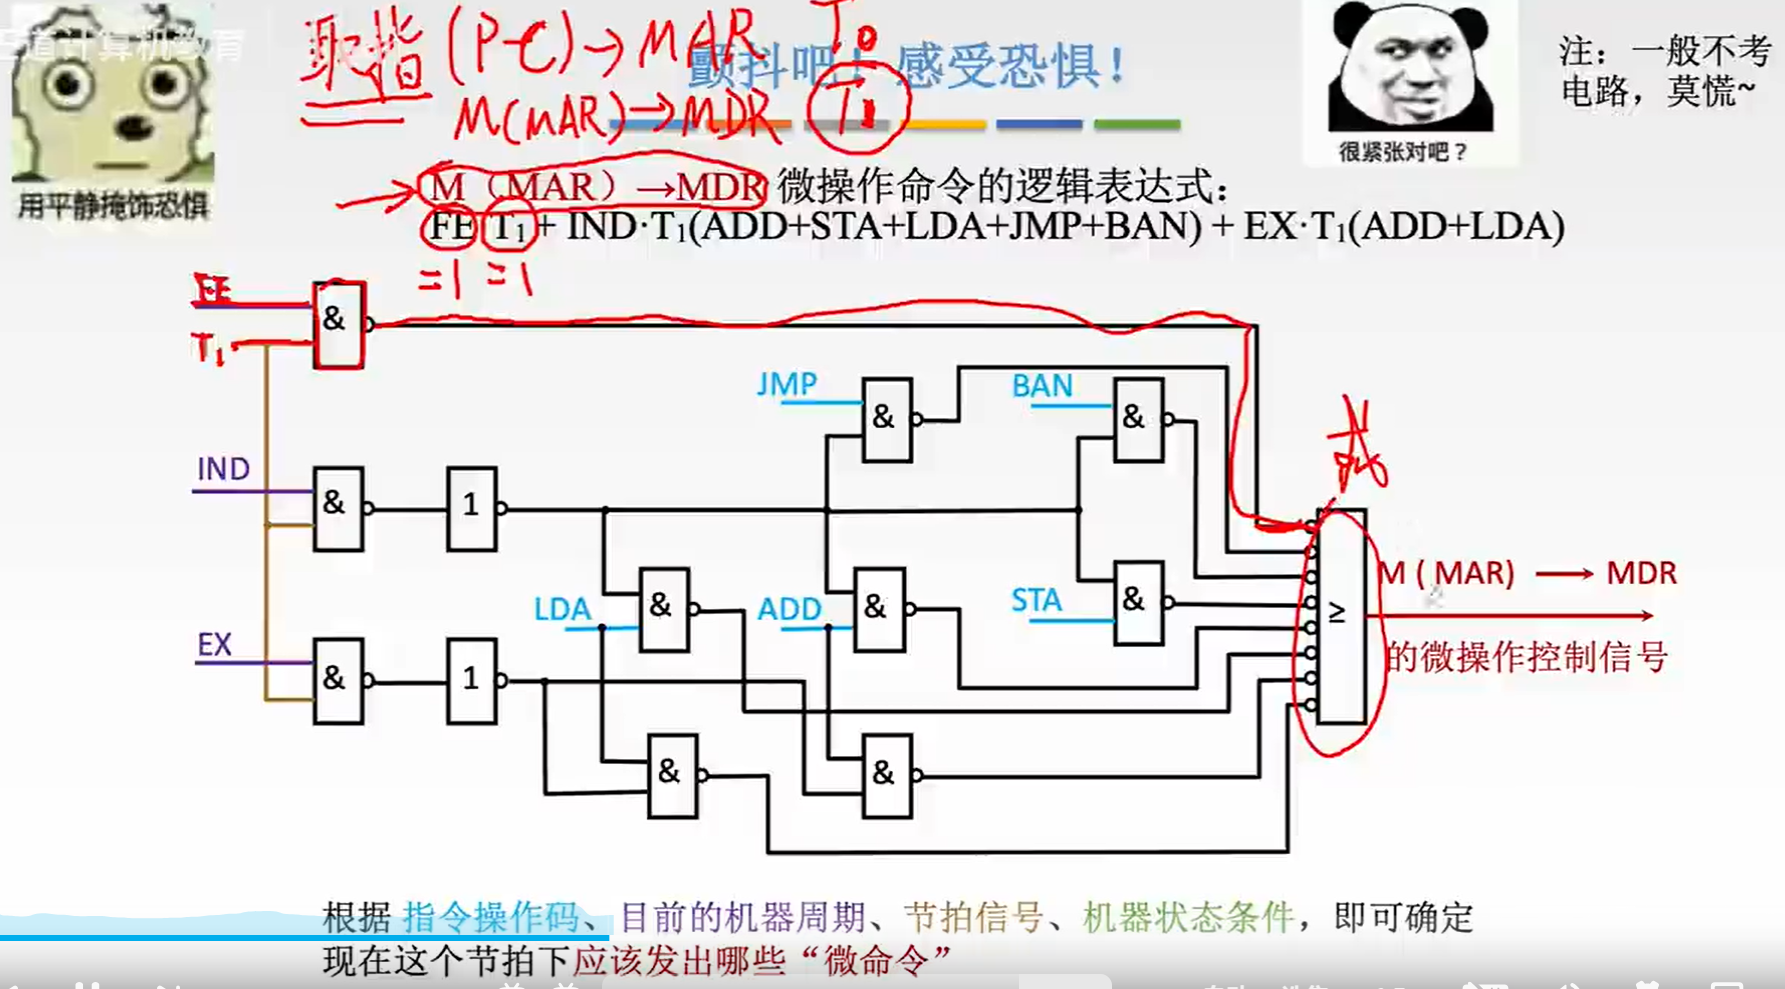 王道计算机教育
取指 (PC)→MAR T0
颤抖吧！感受恐惧！
M(MAR)→MDR T1
注：一般不考
电路，莫慌~
很紧张对吧？
用平静掩饰恐惧
M（MAR）→MDR 微操作命令的逻辑表达式：
FE T₁ + IND·T₁(ADD+STA+LDA+JMP+BAN) + EX·T₁(ADD+LDA)
=1 =1
FE
&
T₁
JMP
&
BAN
&
或
IND
&
1
LDA
&
ADD
&
STA
&
≥
M ( MAR) → MDR
的微操作控制信号
EX
&
1
&
&
根据 指令操作码、目前的机器周期、节拍信号、机器状态条件，即可确定
现在这个节拍下应该发出哪些“微命令”